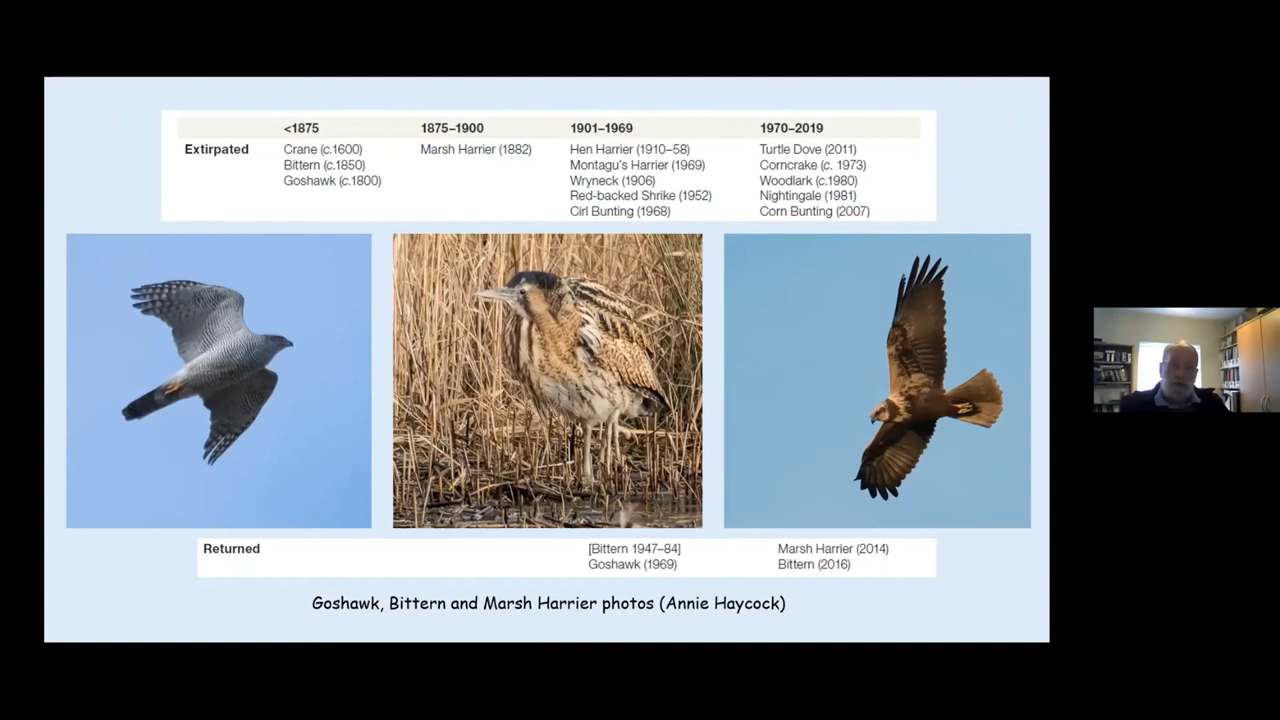 <1875 1875–1900 1901–1969 1970–2019
Extirpated Crane (c.1600) Marsh Harrier (1882) Hen Harrier (1910–58) Turtle Dove (2011)
Bittern (c.1850) Montagu's Harrier (1969) Corncrake (c. 1973)
Goshawk (c.1800) Wryneck (1906) Woodlark (c.1980)
Red-backed Shrike (1952) Nightingale (1981)
Cirl Bunting (1968) Corn Bunting (2007)
Returned [Bittern 1947–84] Marsh Harrier (2014)
Goshawk (1969) Bittern (2016)
Goshawk, Bittern and Marsh Harrier photos (Annie Haycock)